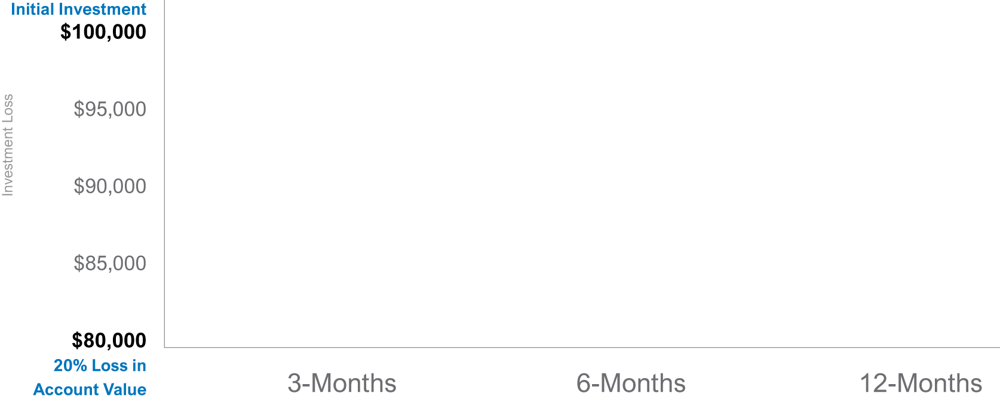 Initial Investment
$100,000
Investment Loss
$95,000
$90,000
$85,000
$80,000
20% Loss in
Account Value
3-Months
6-Months
12-Months